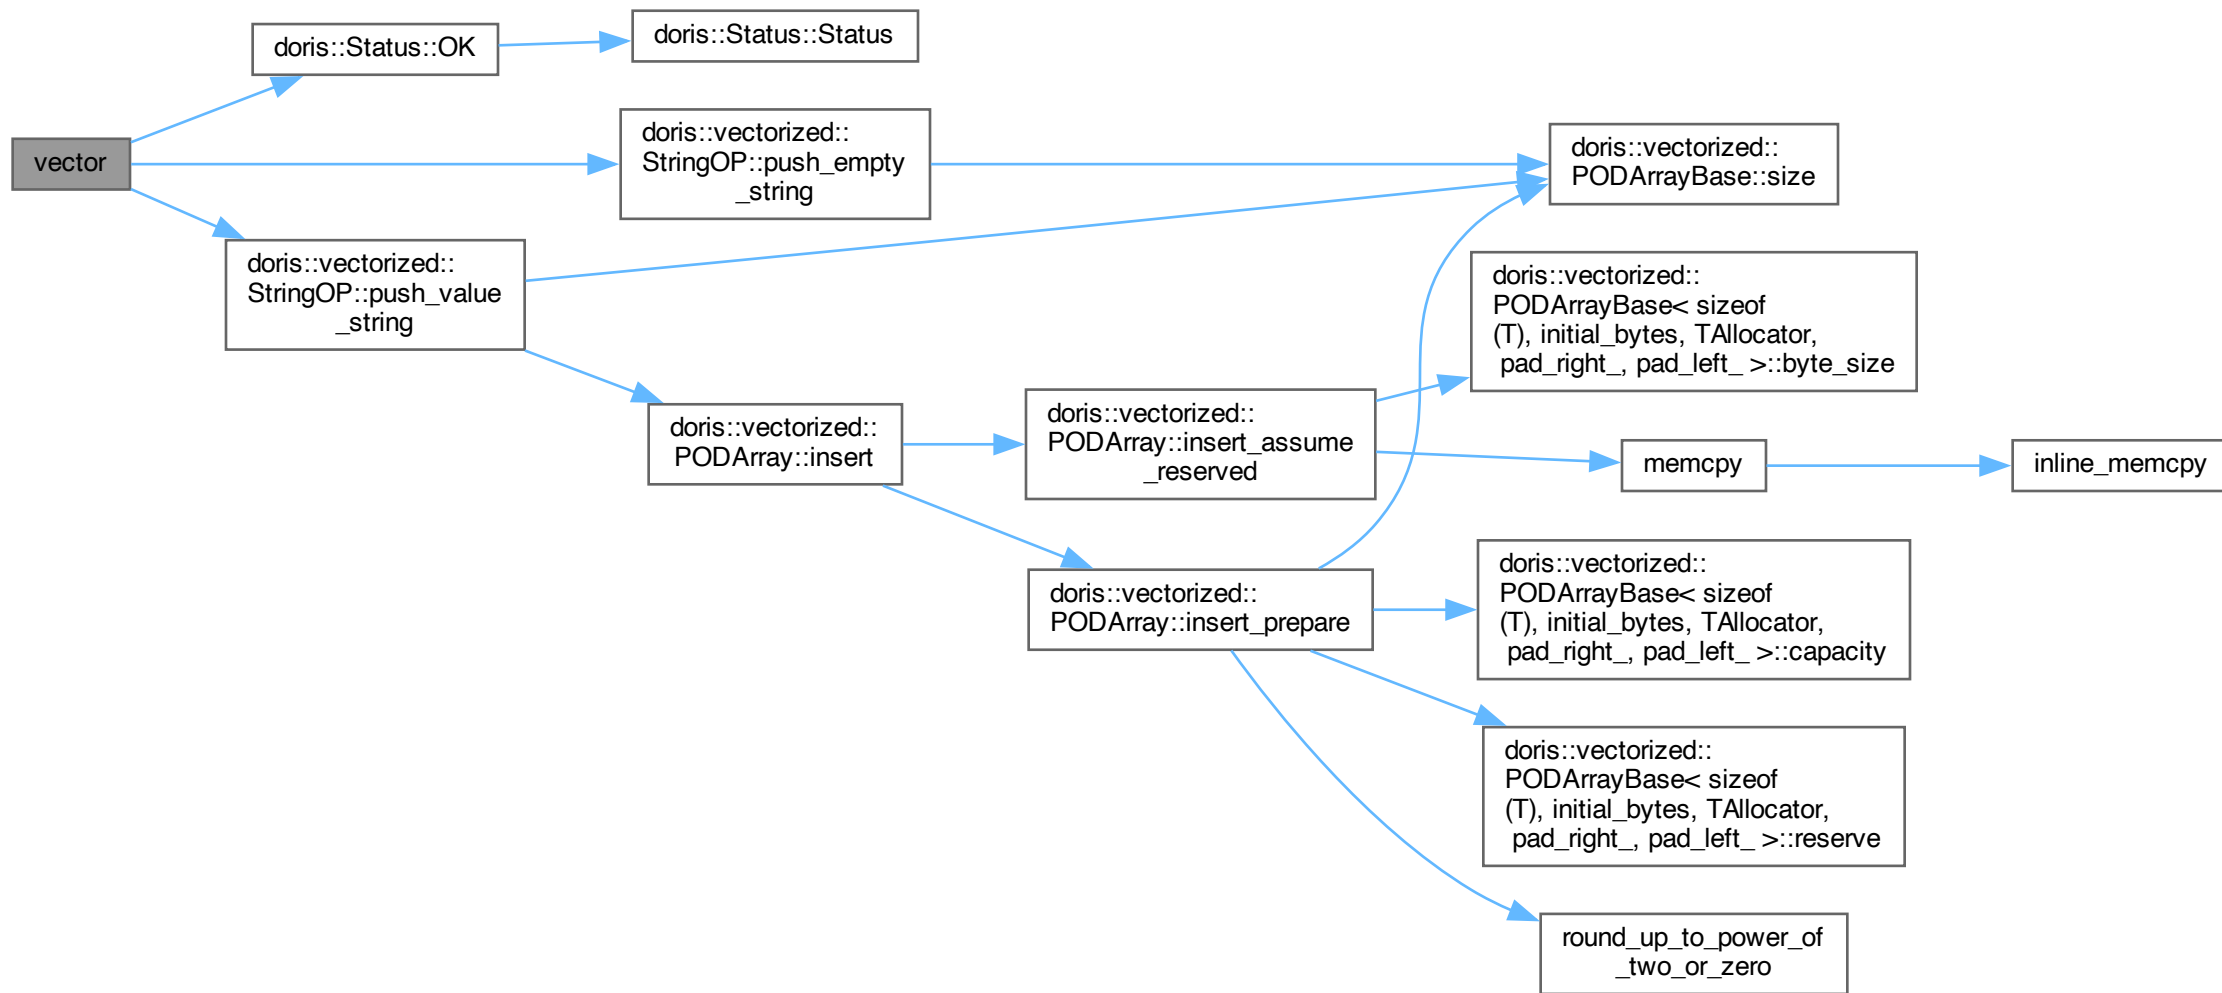 vector
doris::Status::OK
doris::Status::Status
doris::vectorized::
StringOP::push_empty
_string
doris::vectorized::
PODArrayBase::size
doris::vectorized::
StringOP::push_value
_string
doris::vectorized::
PODArray::insert
doris::vectorized::
PODArray::insert_assume
_reserved
doris::vectorized::
PODArrayBase< sizeof
(T), initial_bytes, TAllocator,
pad_right_, pad_left_ >::byte_size
memcpy
inline_memcpy
doris::vectorized::
PODArray::insert_prepare
doris::vectorized::
PODArrayBase< sizeof
(T), initial_bytes, TAllocator,
pad_right_, pad_left_ >::capacity
doris::vectorized::
PODArrayBase< sizeof
(T), initial_bytes, TAllocator,
pad_right_, pad_left_ >::reserve
round_up_to_power_of
_two_or_zero